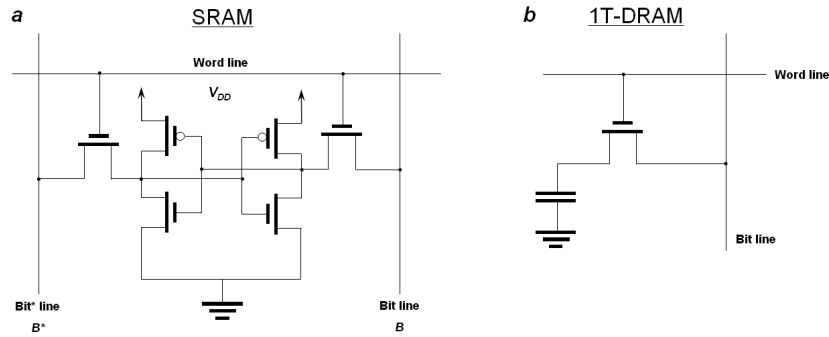 a
SRAM
Word line
V_DD
Bit* line
B*
Bit line
B
b
1T-DRAM
Word line
Bit line